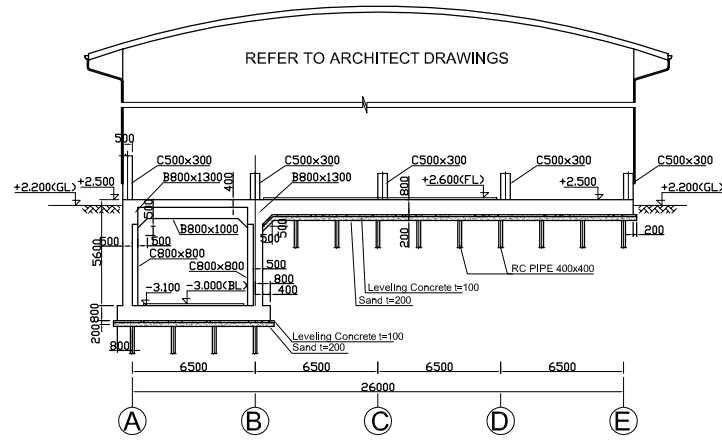 REFER TO ARCHITECT DRAWINGS
500
C500x300
C500x300
C500x300
C500x300
C500x300
+2.200(GL)
+2.500
B800x1300
400
B800x1300
+2.600(FL)
800
+2.500
+2.200(GL)
500
B800x1000
500
200
200
500
500
5600
C800x800
C800x800
500
800
400
RC PIPE 400x400
-3.100
-3.000(BL)
Leveling Concrete t=100
Sand t=200
800
200
800
Leveling Concrete t=100
Sand t=200
6500
6500
6500
6500
26000
A
B
C
D
E